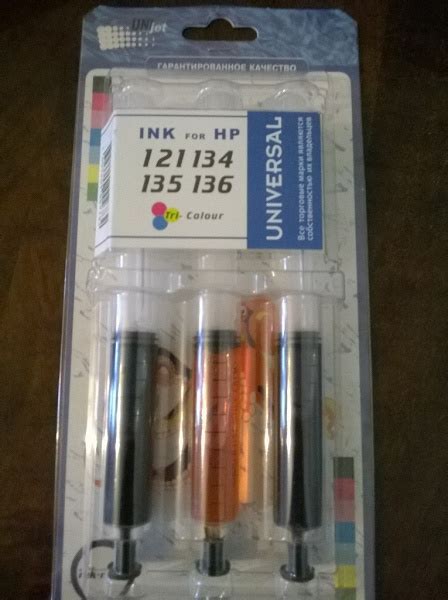 UNIjet
ГАРАНТИРОВАННОЕ КАЧЕСТВО
INK FOR HP
121 134
135 136
Tri- Colour
UNIVERSAL
Все торговые марки являются
собственностью их владельцев